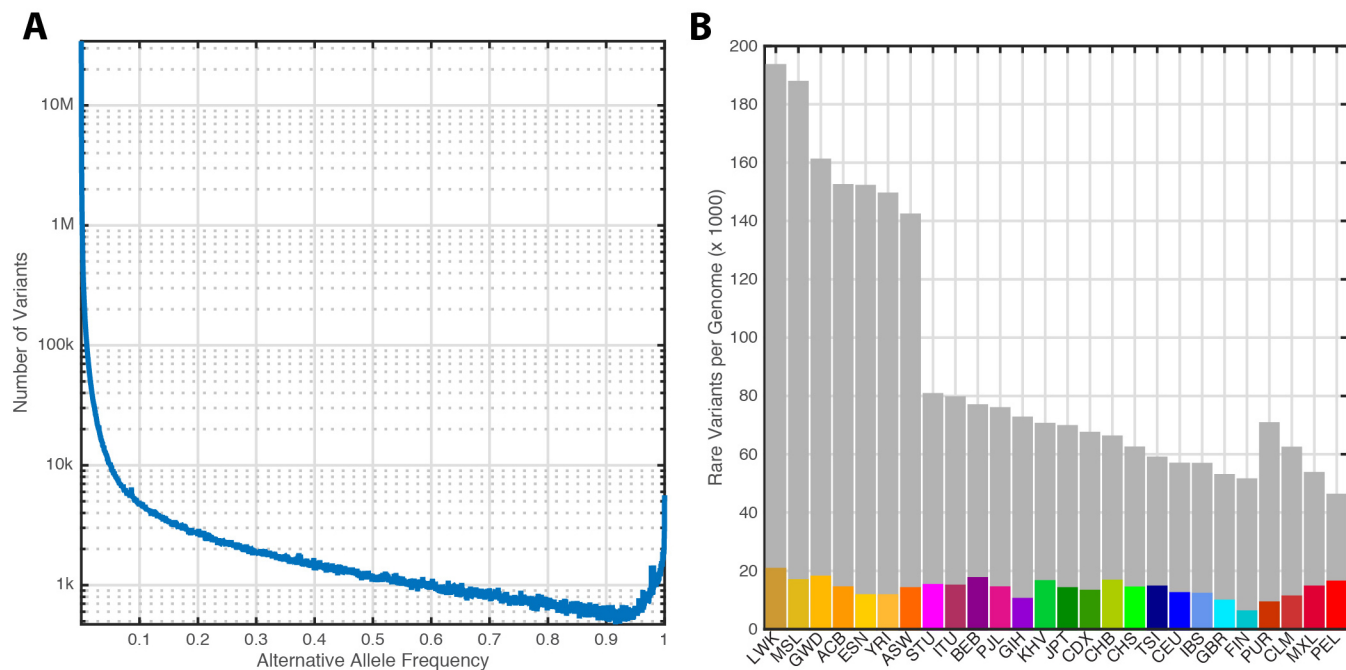 A
10M
1M
100k
10k
1k
Number of Variants
0.1 0.2 0.3 0.4 0.5 0.6 0.7 0.8 0.9 1
Alternative Allele Frequency
B
200
180
160
140
120
100
80
60
40
20
0
Rare Variants per Genome (x 1000)
LWK MSL GWD ACB ESN YRI ASW STU ITU BEB PJL GIH KHV JPT CDX CHB CHS TSI CEU IBS GBR FIN PUR CLM MXL PEL